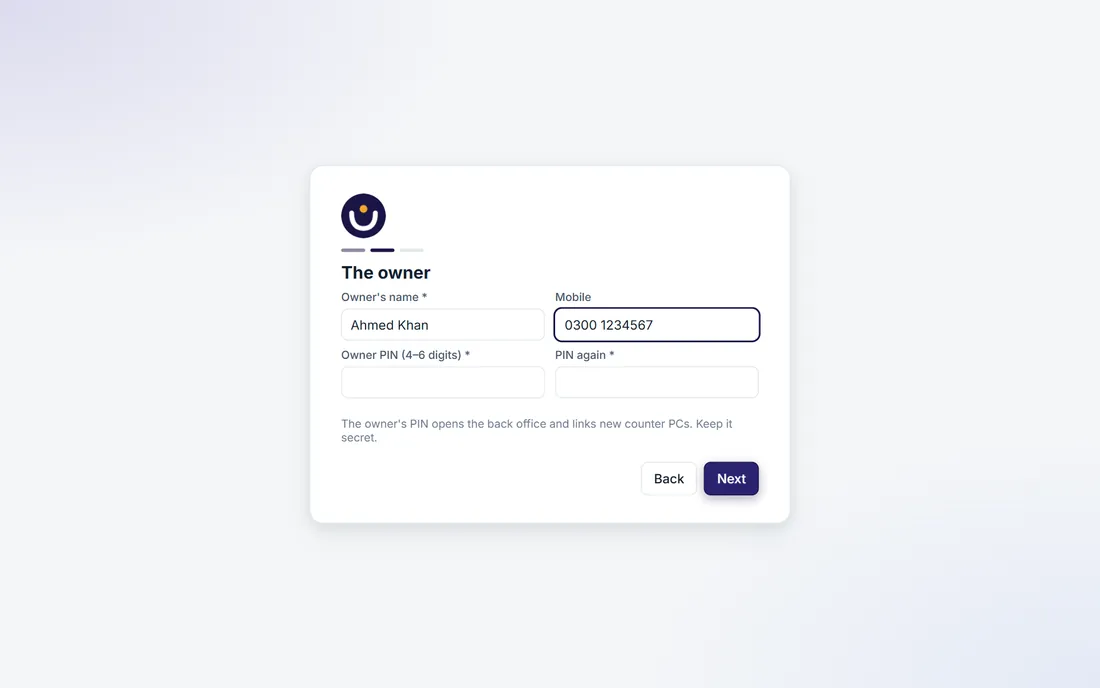 The owner
Owner's name *
Mobile
Ahmed Khan
0300 1234567
Owner PIN (4–6 digits) *
PIN again *
The owner's PIN opens the back office and links new counter PCs. Keep it
secret.
Back
Next